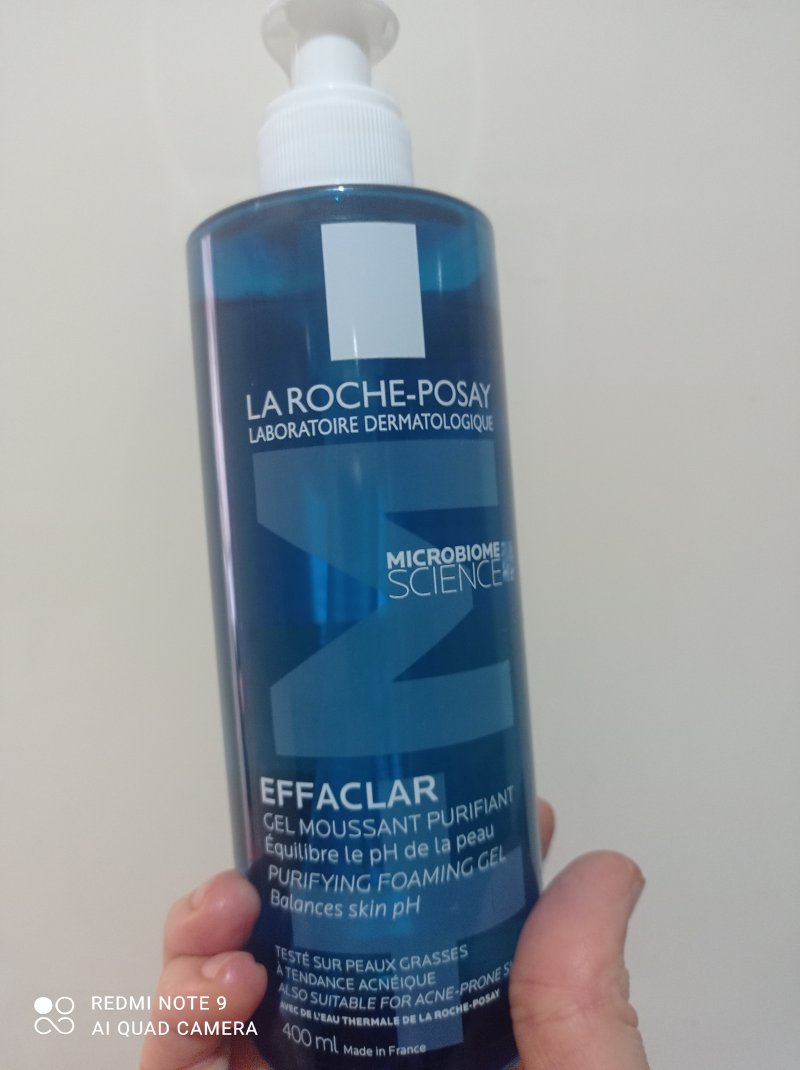 LA ROCHE-POSAY
LABORATOIRE DERMATOLOGIQUE
MICROBIOME
SCIENCE
EFFACLAR
GEL MOUSSANT PURIFIANT
Équilibre le pH de la peau
PURIFYING FOAMING GEL
Balances skin pH
TESTÉ SUR PEAUX GRASSES
À TENDANCE ACNÉIQUE
ALSO SUITABLE FOR ACNE-PRONE
AVEC DE L'EAU THERMALE DE LA ROCHE-POSAY
400 ml Made in France
REDMI NOTE 9
AI QUAD CAMERA